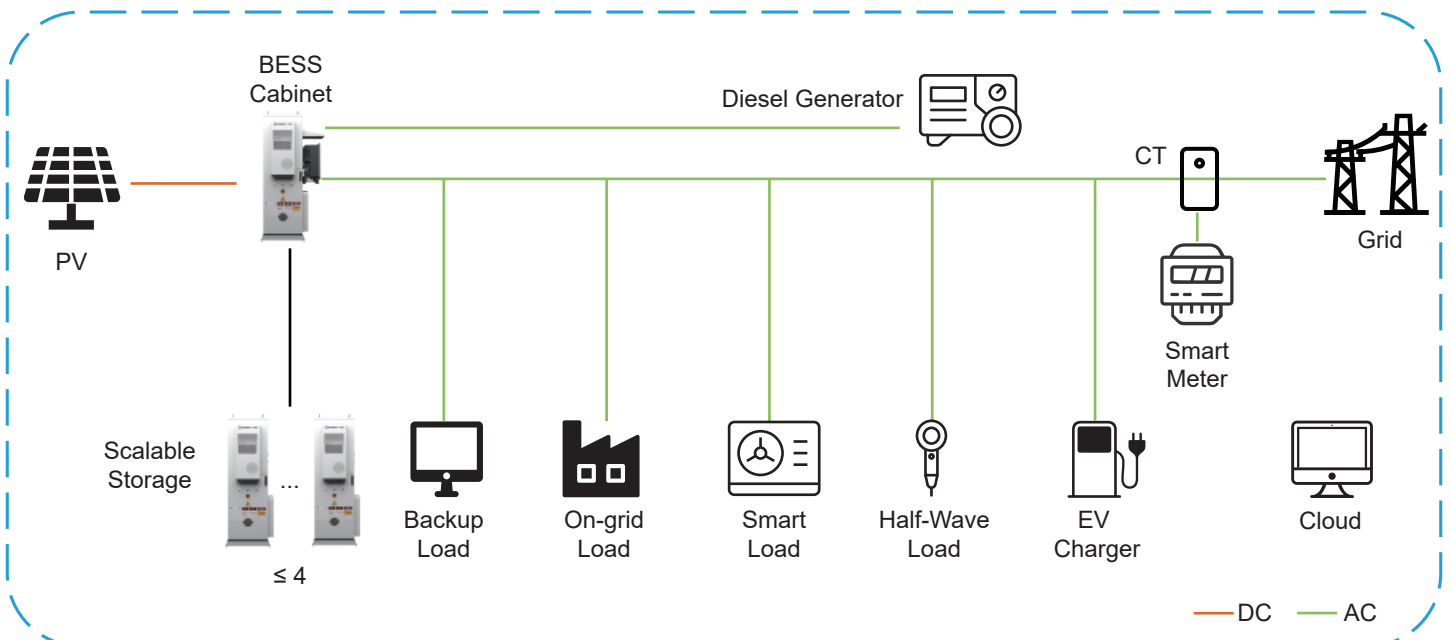 BESS
Cabinet
Diesel Generator
CT
PV
Grid
Smart
Meter
Scalable
Storage
...
≤ 4
Backup
Load
On-grid
Load
Smart
Load
Half-Wave
Load
EV
Charger
Cloud
DC
AC